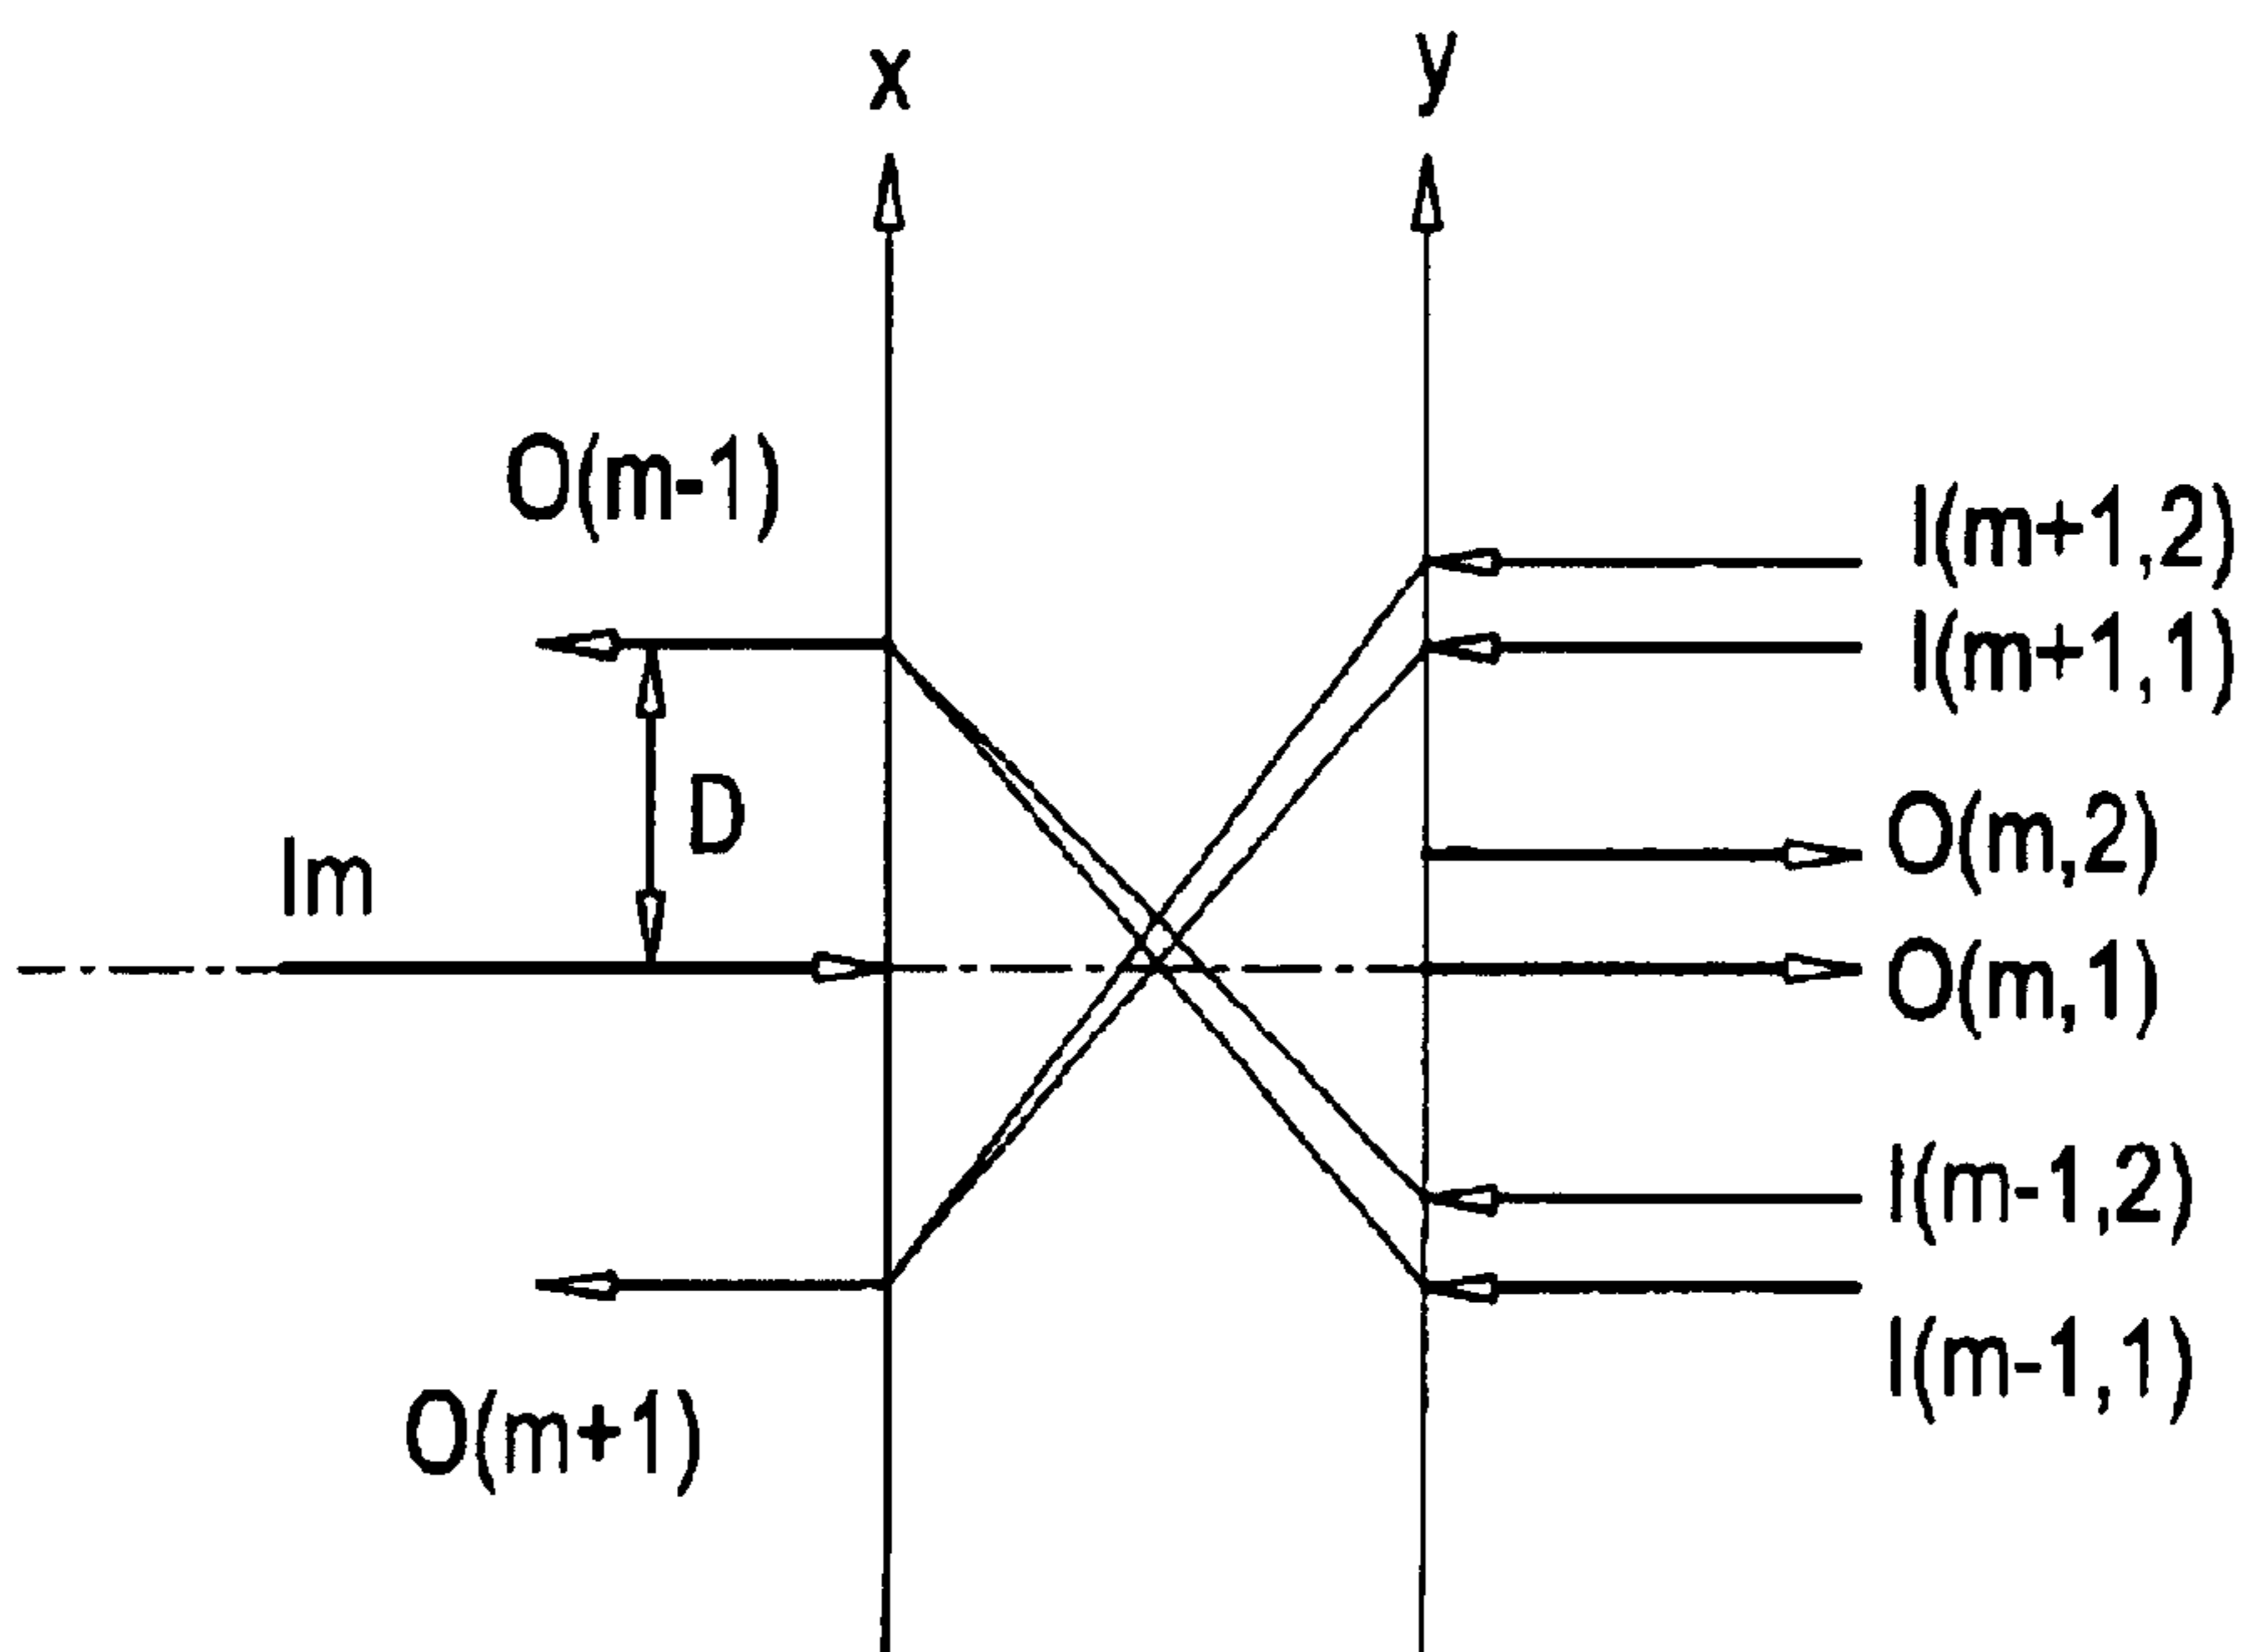 x
y
O(m-1)
I(m+1,2)
I(m+1,1)
D
O(m,2)
Im
O(m,1)
I(m-1,2)
I(m-1,1)
O(m+1)